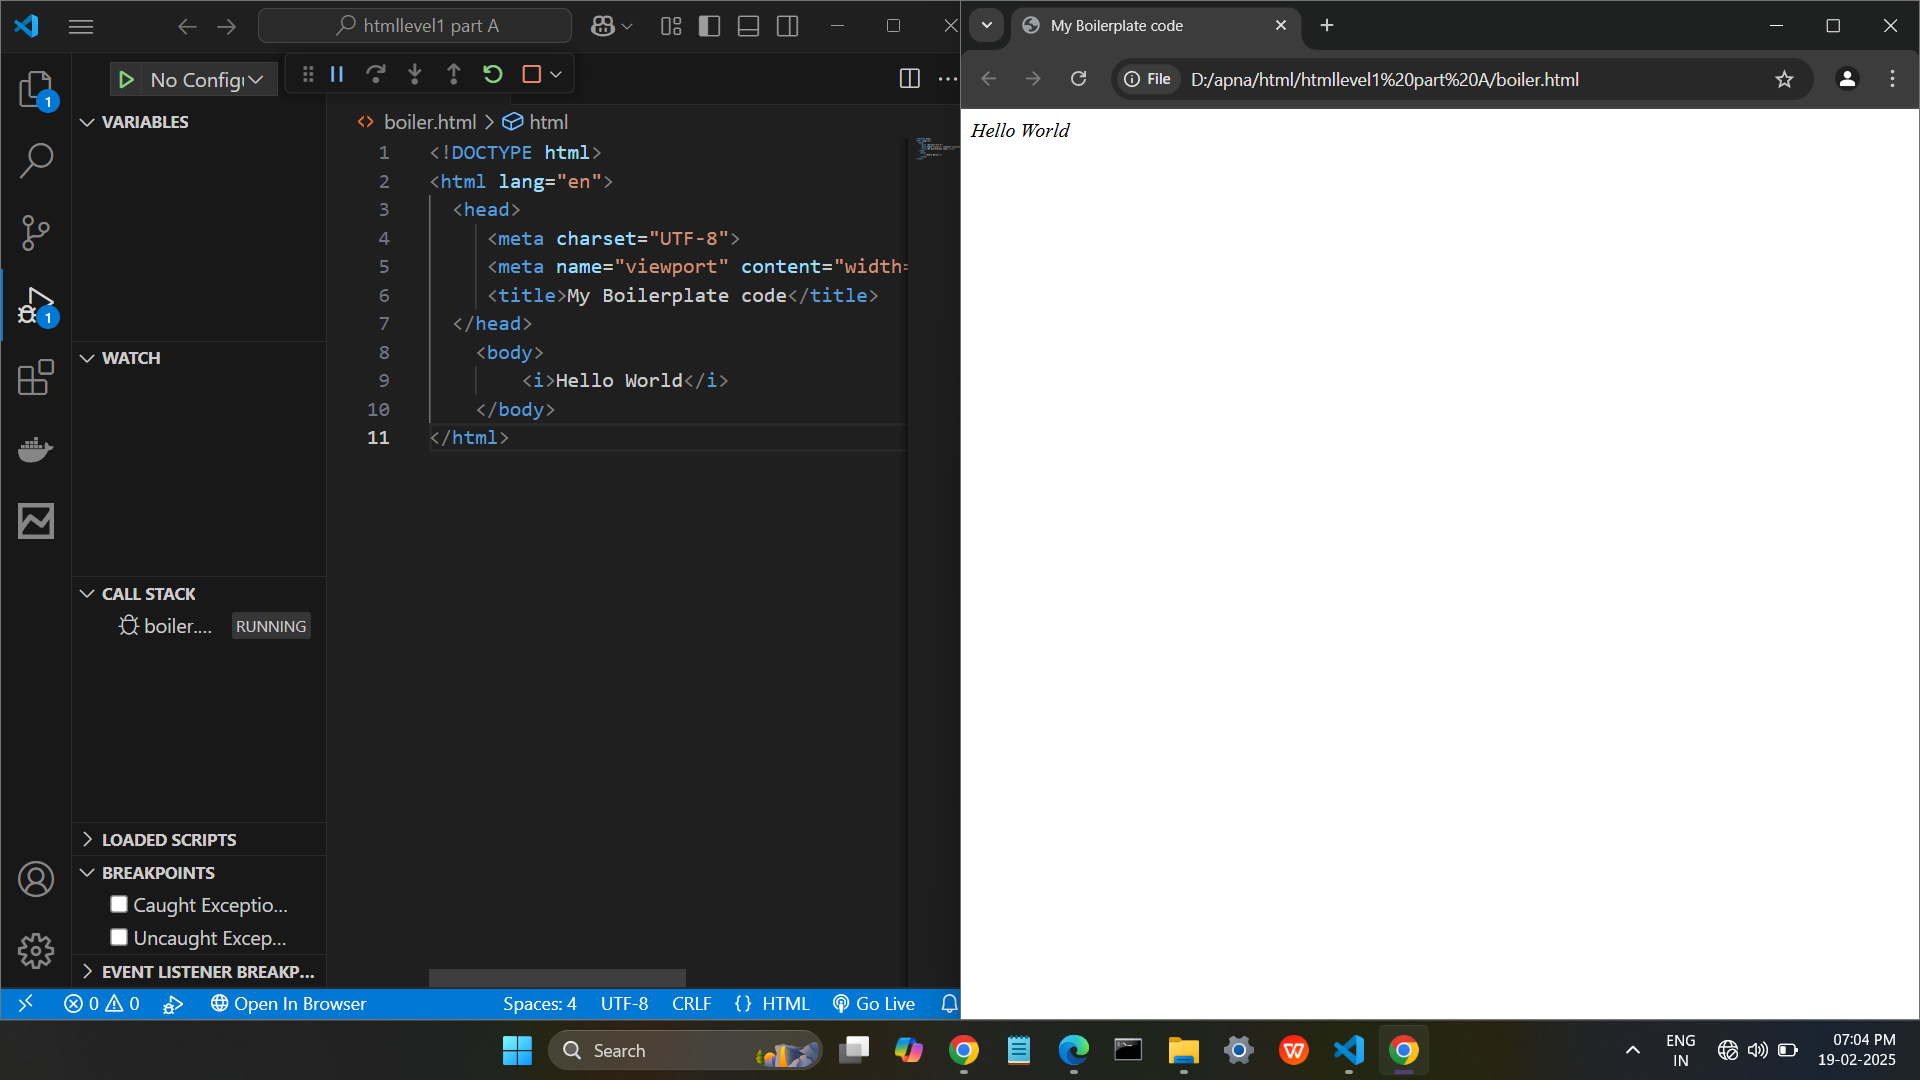 htmllevel1 part A
No Configu
1
VARIABLES
WATCH
CALL STACK
boiler.... RUNNING
1
LOADED SCRIPTS
BREAKPOINTS
Caught Exceptio...
Uncaught Excep...
EVENT LISTENER BREAKP...
boiler.html > html
1 <!DOCTYPE html>
2 <html lang="en">
3 <head>
4 <meta charset="UTF-8">
5 <meta name="viewport" content="width=
6 <title>My Boilerplate code</title>
7 </head>
8 <body>
9 <i>Hello World</i>
10 </body>
11 </html>
0 0 Open In Browser Spaces: 4 UTF-8 CRLF {} HTML Go Live
My Boilerplate code
File D:/apna/html/htmllevel1%20part%20A/boiler.html
Hello World
Search
ENG
IN
07:04 PM
19-02-2025